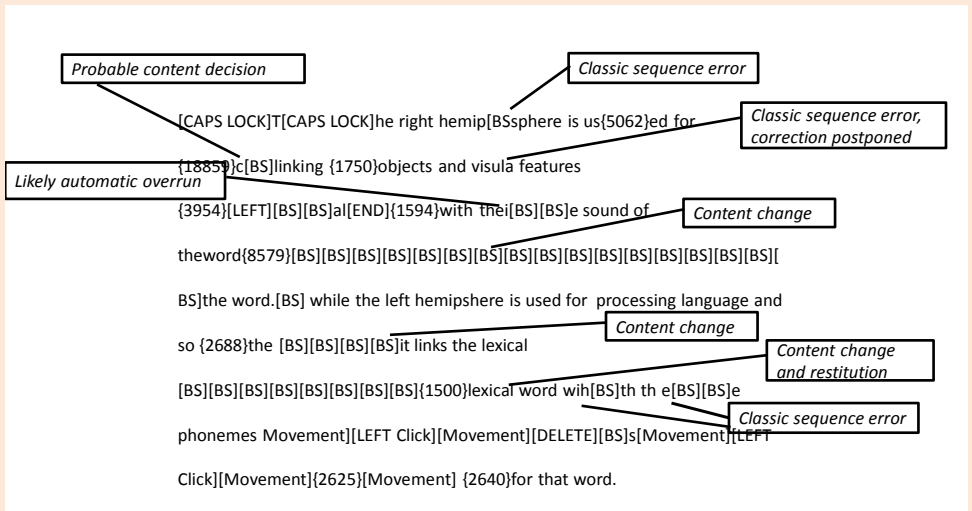 Probable content decision
Classic sequence error
[CAPS LOCK]T[CAPS LOCK]he right hemip[BSsphere is us{5062}ed for
Classic sequence error,
correction postponed
{18859}c[BS]linking {1750}objects and visula features
Likely automatic overrun
{3954}[LEFT][BS][BS]al[END]{1594}with thei[BS][BS]e sound of
Content change
theword{8579}[BS][BS][BS][BS][BS][BS][BS][BS][BS][BS][BS][BS][BS][BS][BS][BS][
BS]the word.[BS] while the left hemipshere is used for processing language and
Content change
so {2688}the [BS][BS][BS][BS]it links the lexical
Content change
and restitution
[BS][BS][BS][BS][BS][BS][BS][BS]{1500}lexical word wih[BS]th th e[BS][BS]e
Classic sequence error
phonemes Movement][LEFT Click][Movement][DELETE][BS]s[Movement][LEFT
Click][Movement]{2625}[Movement] {2640}for that word.